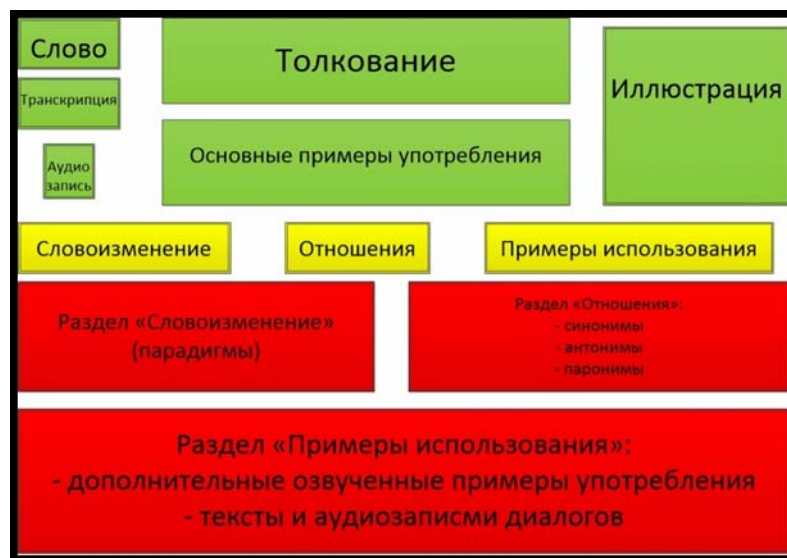 Слово
Транскрипция
Аудио
запись
Толкование
Основные примеры употребления
Иллюстрация
Словоизменение
Отношения
Примеры использования
Раздел «Словоизменение»
(парадигмы)
Раздел «Отношения»:
- синонимы
- антонимы
- паронимы
Раздел «Примеры использования»:
- дополнительные озвученные примеры употребления
- тексты и аудиозаписми диалогов